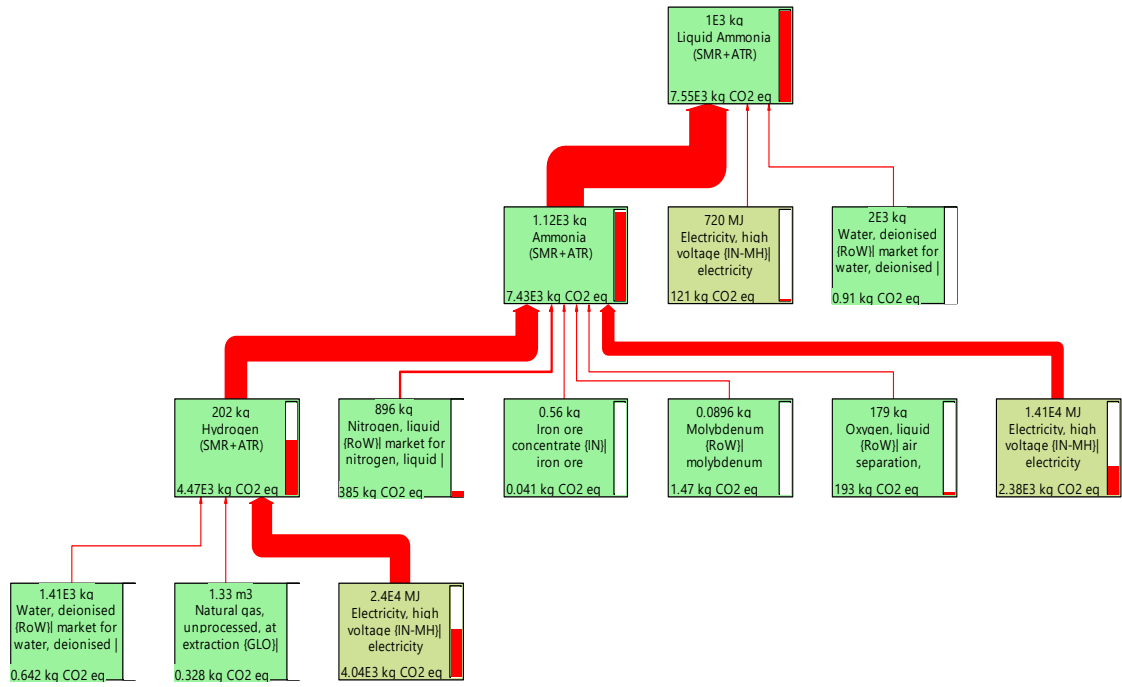 1E3 kg
Liquid Ammonia
(SMR+ATR)
7.55E3 kg CO2 eq
1.12E3 kg
Ammonia
(SMR+ATR)
7.43E3 kg CO2 eq
720 MJ
Electricity, high
voltage {IN-MH}|
electricity
121 kg CO2 eq
2E3 kg
Water, deionised
{RoW}| market for
water, deionised |
0.91 kg CO2 eq
202 kg
Hydrogen
(SMR+ATR)
4.47E3 kg CO2 eq
896 kg
Nitrogen, liquid
{RoW}| market for
nitrogen, liquid |
385 kg CO2 eq
0.56 kg
Iron ore
concentrate {IN}|
iron ore
0.041 kg CO2 eq
0.0896 kg
Molybdenum
{RoW}|
molybdenum
1.47 kg CO2 eq
179 kg
Oxygen, liquid
{RoW}| air
separation,
193 kg CO2 eq
1.41E4 MJ
Electricity, high
voltage {IN-MH}|
electricity
2.38E3 kg CO2 eq
1.41E3 kg
Water, deionised
{RoW}| market for
water, deionised |
0.642 kg CO2 eq
1.33 m3
Natural gas,
unprocessed, at
extraction {GLO}|
0.328 kg CO2 eq
2.4E4 MJ
Electricity, high
voltage {IN-MH}|
electricity
4.04E3 kg CO2 eq